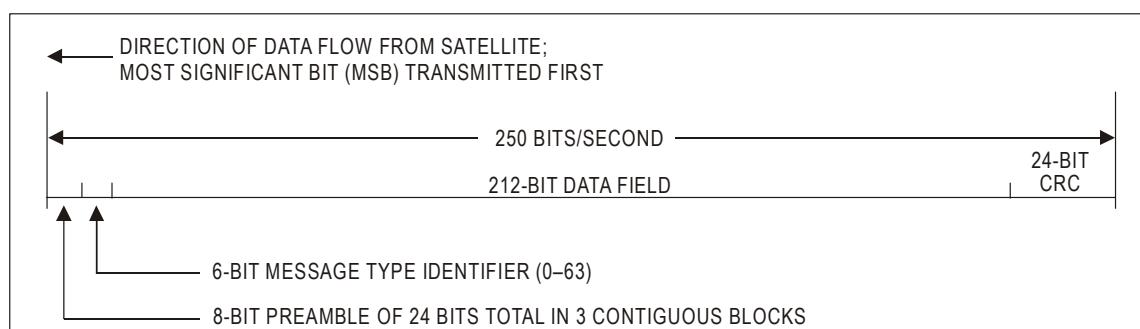 DIRECTION OF DATA FLOW FROM SATELLITE;
MOST SIGNIFICANT BIT (MSB) TRANSMITTED FIRST
250 BITS/SECOND
24-BIT
CRC
212-BIT DATA FIELD
6-BIT MESSAGE TYPE IDENTIFIER (0–63)
8-BIT PREAMBLE OF 24 BITS TOTAL IN 3 CONTIGUOUS BLOCKS